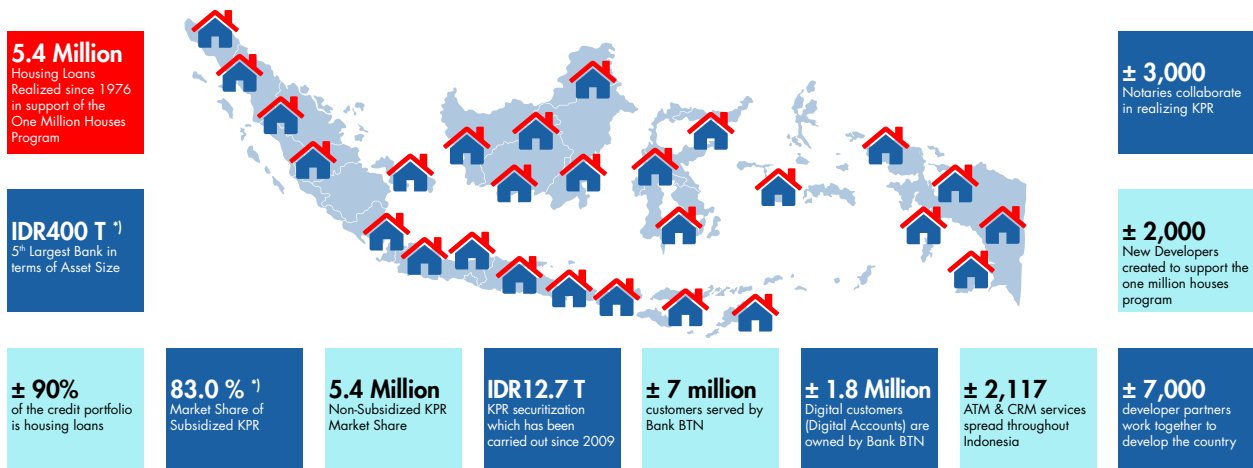 5.4 Million
Housing Loans
Realized since 1976
in support of the
One Million Houses
Program
± 3,000
Notaries collaborate
in realizing KPR
IDR400 T *)
5th Largest Bank in
terms of Asset Size
± 2,000
New Developers
created to support the
one million houses
program
± 90%
of the credit portfolio
is housing loans
83.0 % *)
Market Share of
Subsidized KPR
5.4 Million
Non-Subsidized KPR
Market Share
IDR12.7 T
KPR securitization
which has been
carried out since 2009
± 7 million
customers served by
Bank BTN
± 1.8 Million
Digital customers
(Digital Accounts) are
owned by Bank BTN
± 2,117
ATM & CRM services
spread throughout
Indonesia
± 7,000
developer partners
work together to
develop the country